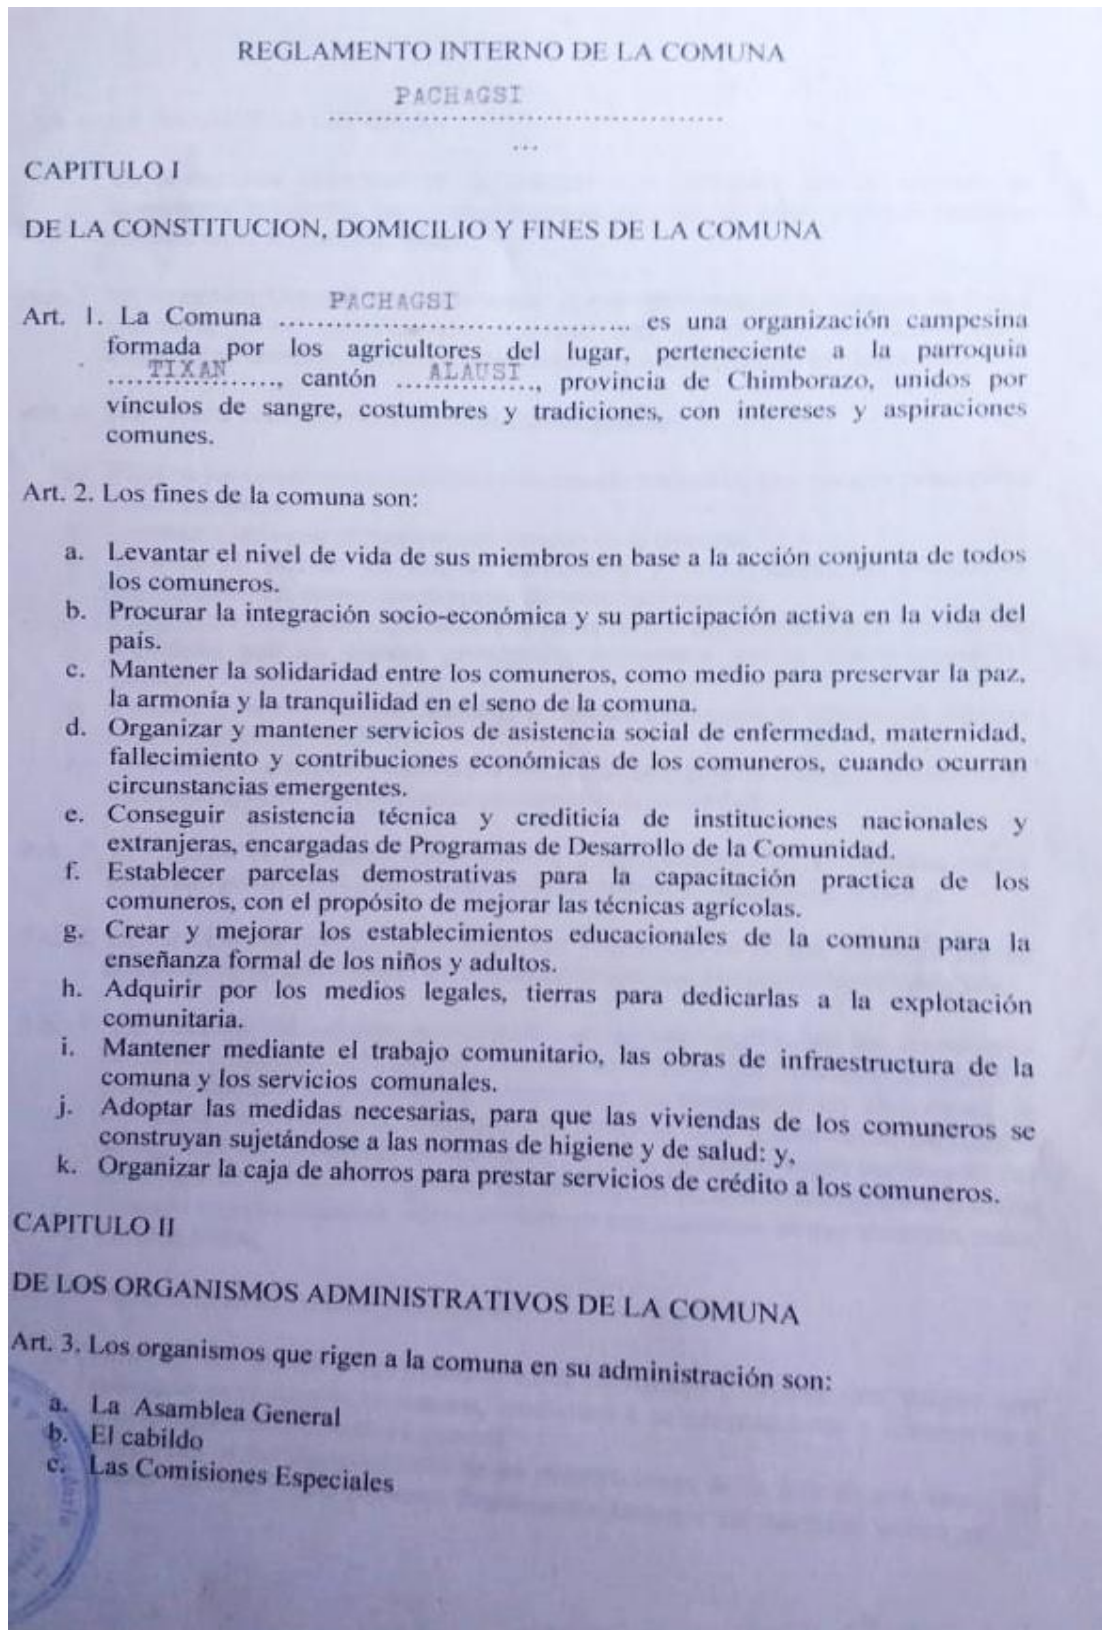 REGLAMENTO INTERNO DE LA COMUNA
PACHAGSI
..........................................
...
CAPITULO I
DE LA CONSTITUCION, DOMICILIO Y FINES DE LA COMUNA
Art. 1. La Comuna PACHAGSI ..................................... es una organización campesina
formada por los agricultores del lugar, perteneciente a la parroquia
.......TIXAN......., cantón ....ALAUSI...., provincia de Chimborazo, unidos por
vínculos de sangre, costumbres y tradiciones, con intereses y aspiraciones
comunes.
Art. 2. Los fines de la comuna son:
a. Levantar el nivel de vida de sus miembros en base a la acción conjunta de todos
los comuneros.
b. Procurar la integración socio-económica y su participación activa en la vida del
país.
c. Mantener la solidaridad entre los comuneros, como medio para preservar la paz,
la armonía y la tranquilidad en el seno de la comuna.
d. Organizar y mantener servicios de asistencia social de enfermedad, maternidad,
fallecimiento y contribuciones económicas de los comuneros, cuando ocurran
circunstancias emergentes.
e. Conseguir asistencia técnica y crediticia de instituciones nacionales y
extranjeras, encargadas de Programas de Desarrollo de la Comunidad.
f. Establecer parcelas demostrativas para la capacitación practica de los
comuneros, con el propósito de mejorar las técnicas agrícolas.
g. Crear y mejorar los establecimientos educacionales de la comuna para la
enseñanza formal de los niños y adultos.
h. Adquirir por los medios legales, tierras para dedicarlas a la explotación
comunitaria.
i. Mantener mediante el trabajo comunitario, las obras de infraestructura de la
comuna y los servicios comunales.
j. Adoptar las medidas necesarias, para que las viviendas de los comuneros se
construyan sujetándose a las normas de higiene y de salud: y,
k. Organizar la caja de ahorros para prestar servicios de crédito a los comuneros.
CAPITULO II
DE LOS ORGANISMOS ADMINISTRATIVOS DE LA COMUNA
Art. 3. Los organismos que rigen a la comuna en su administración son:
a. La Asamblea General
b. El cabildo
c. Las Comisiones Especiales